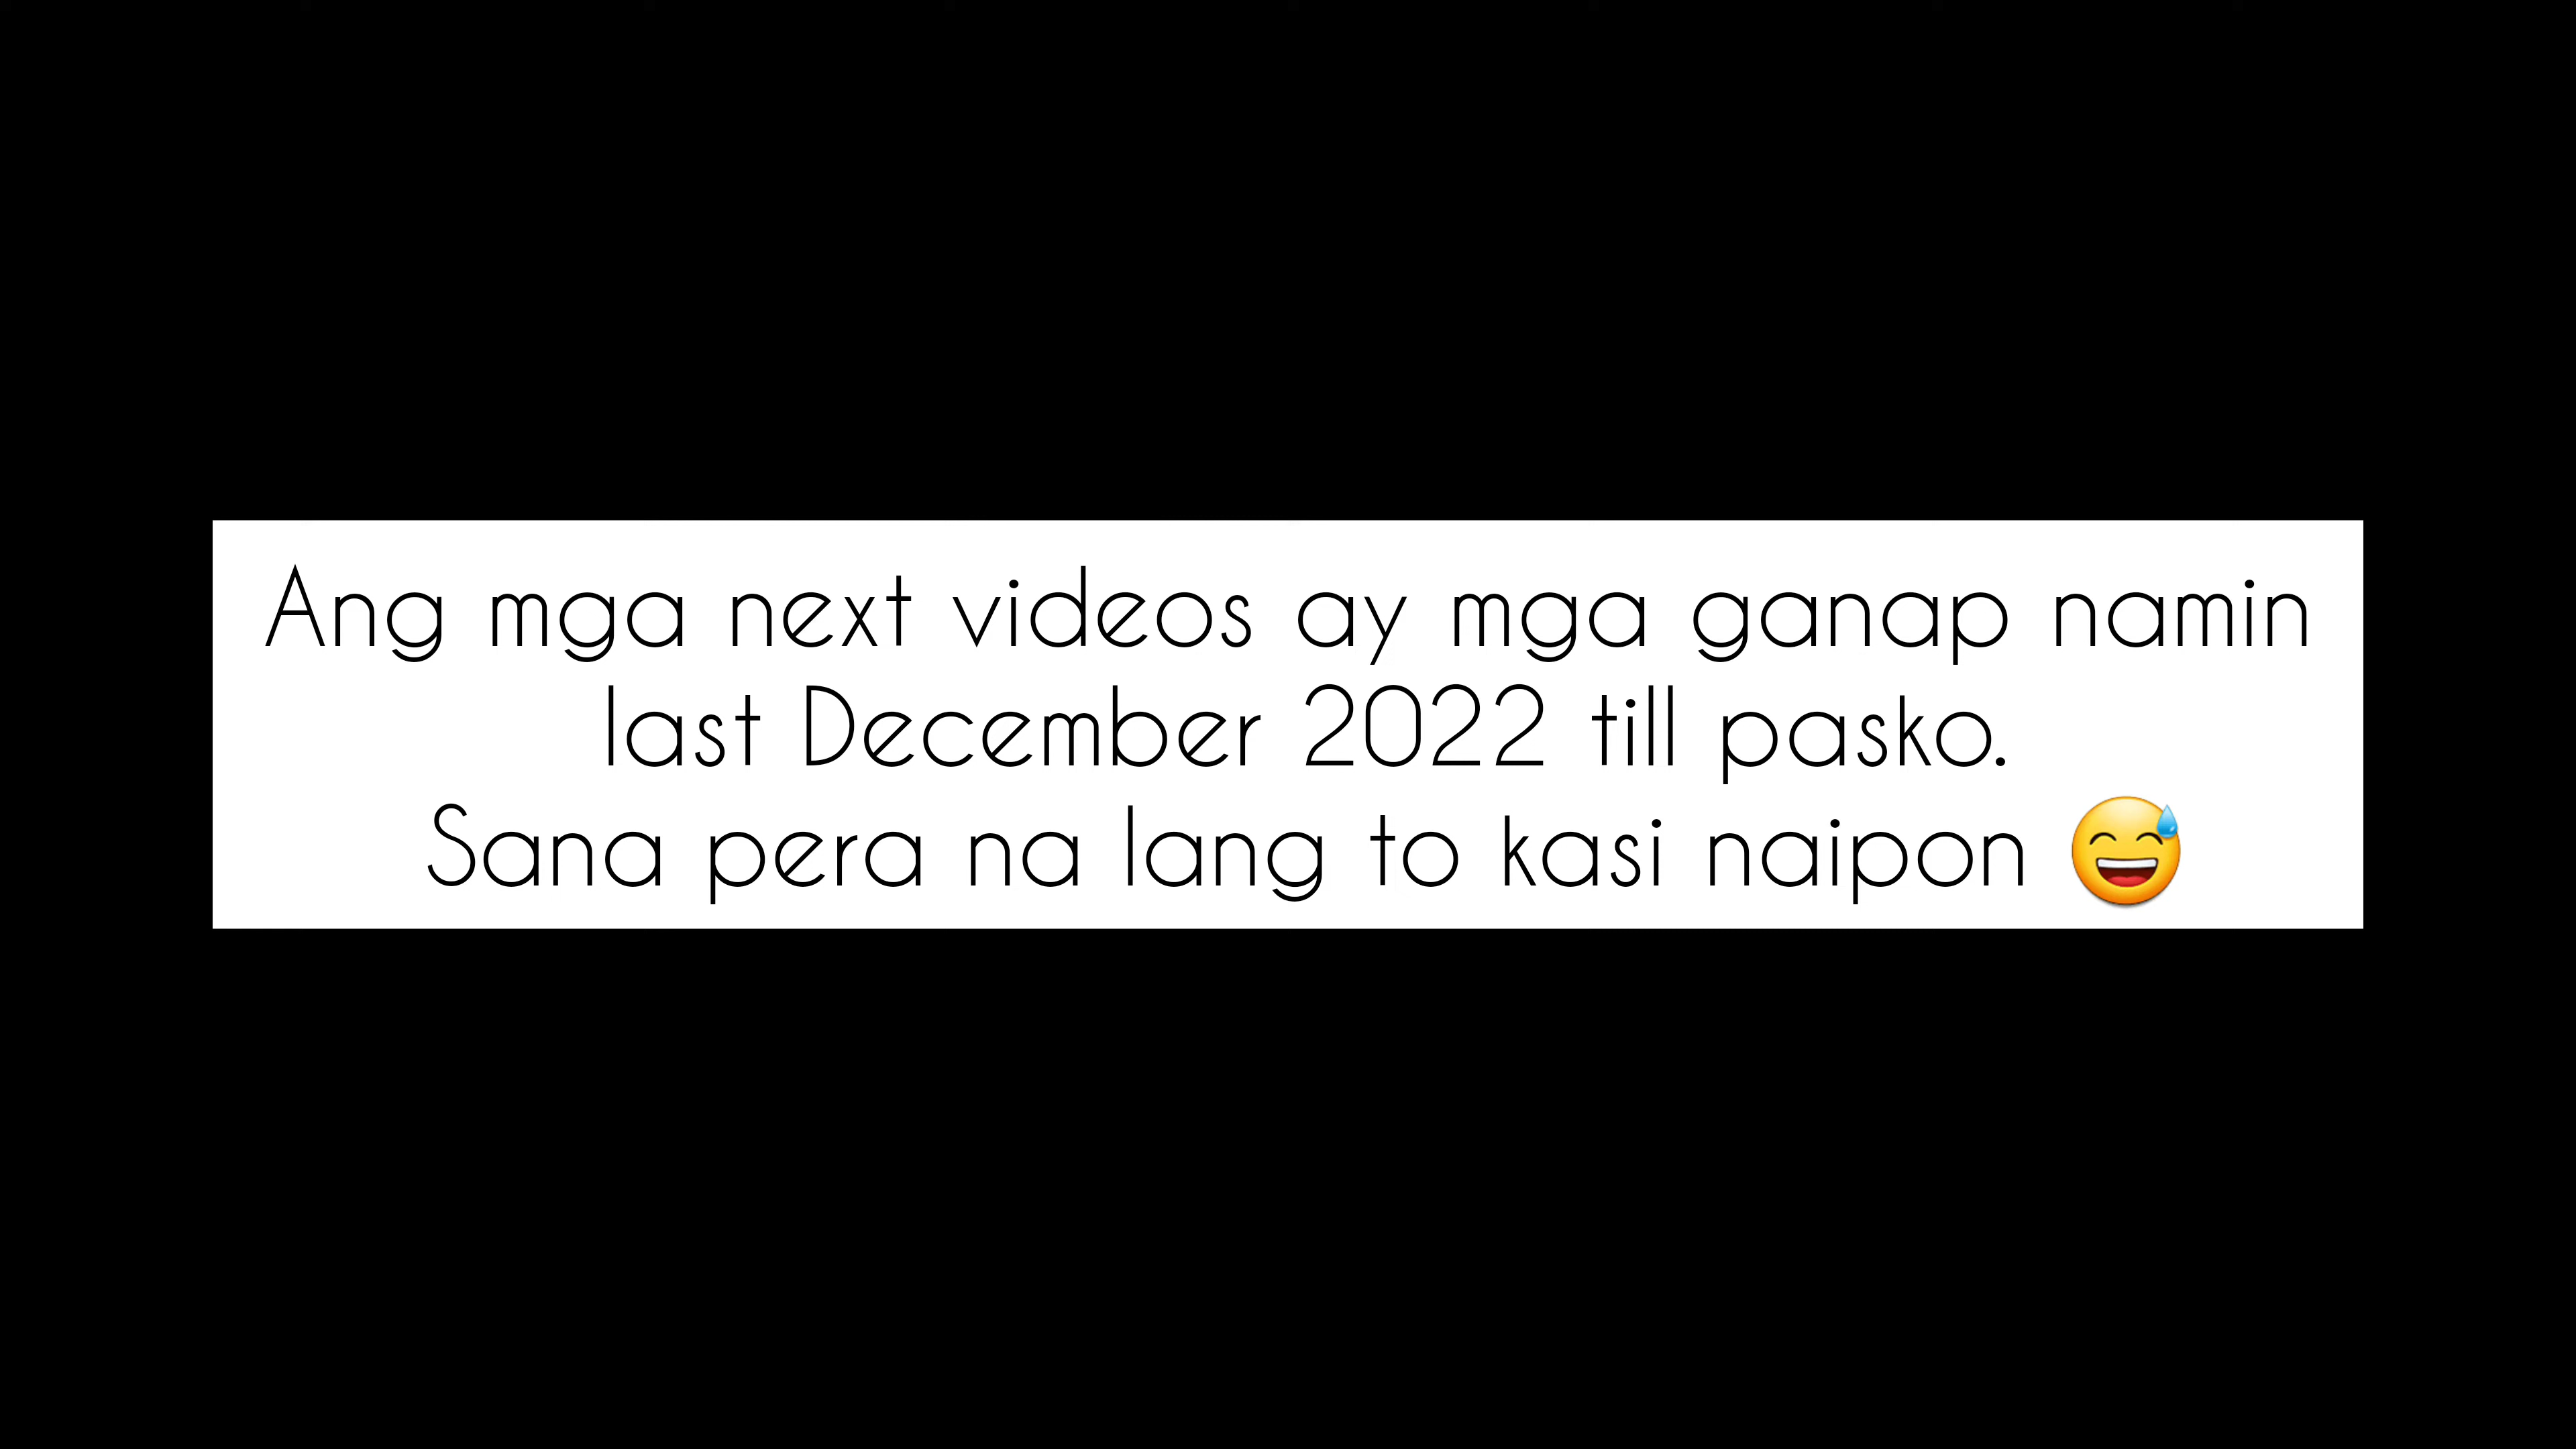 Ang mga next videos ay mga ganap namin
last December 2022 till pasko.
Sana pera na lang to kasi naipon 😅